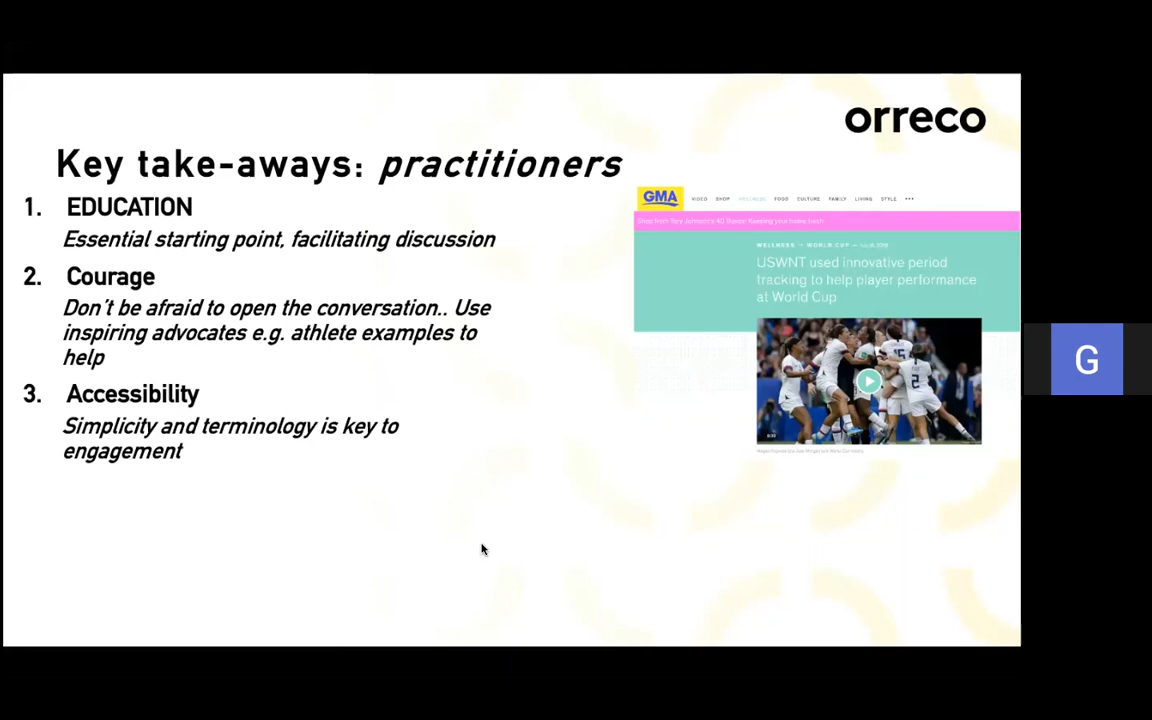 orreco
Key take-aways: practitioners
1. EDUCATION
Essential starting point, facilitating discussion
2. Courage
Don't be afraid to open the conversation.. Use
inspiring advocates e.g. athlete examples to
help
3. Accessibility
Simplicity and terminology is key to
engagement
GMA
VIDEO SHOP WELLNESS FOOD CULTURE FAMILY LIVING STYLE •••
WELLNESS WORLD CUP
USWNT used innovative period
tracking to help player performance
at World Cup
G